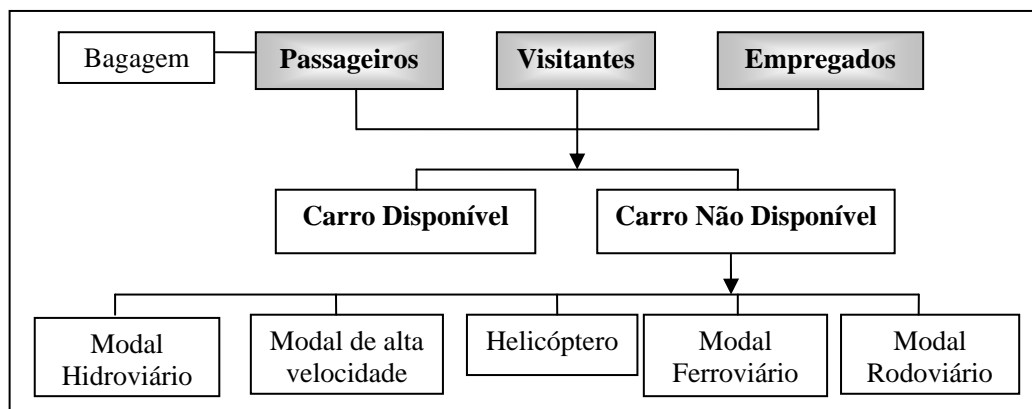 Bagagem
Passageiros
Visitantes
Empregados
Carro Disponível
Carro Não Disponível
Modal
Hidroviário
Modal de alta
velocidade
Helicóptero
Modal
Ferroviário
Modal
Rodoviário